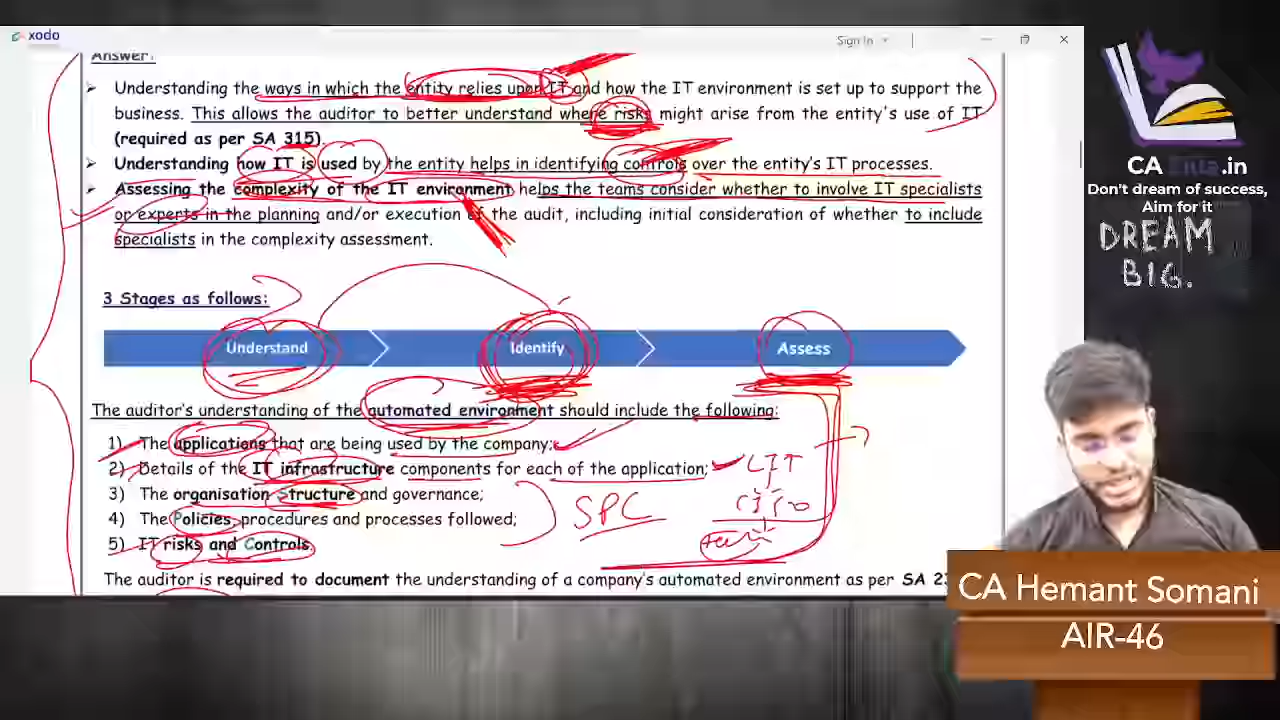 xodo
Sign In
Answer:
➤ Understanding the ways in which the entity relies upon IT and how the IT environment is set up to support the
business. This allows the auditor to better understand where risks might arise from the entity's use of IT
(required as per SA 315).
➤ Understanding how IT is used by the entity helps in identifying controls over the entity's IT processes.
➤ Assessing the complexity of the IT environment helps the teams consider whether to involve IT specialists
or experts in the planning and/or execution of the audit, including initial consideration of whether to include
specialists in the complexity assessment.
3 Stages as follows:
Understand
Identify
Assess
The auditor's understanding of the automated environment should include the following:
1) The applications that are being used by the company;
2) Details of the IT infrastructure components for each of the application;
3) The organisation structure and governance;
4) The Policies, procedures and processes followed;
5) IT risks and Controls.
SPC
The auditor is required to document the understanding of a company's automated environment as per SA
CA
.in
Don't dream of success,
Aim for it
DREAM
BIG.
CA Hemant Somani
AIR-46